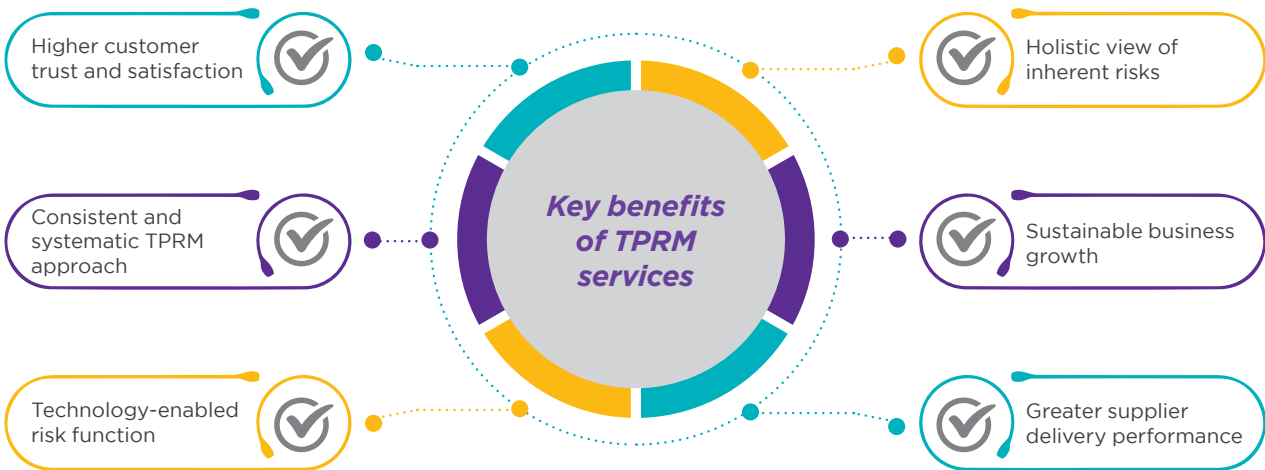 Higher customer
trust and satisfaction
Consistent and
systematic TPRM
approach
Technology-enabled
risk function
Key benefits
of TPRM
services
Holistic view of
inherent risks
Sustainable business
growth
Greater supplier
delivery performance